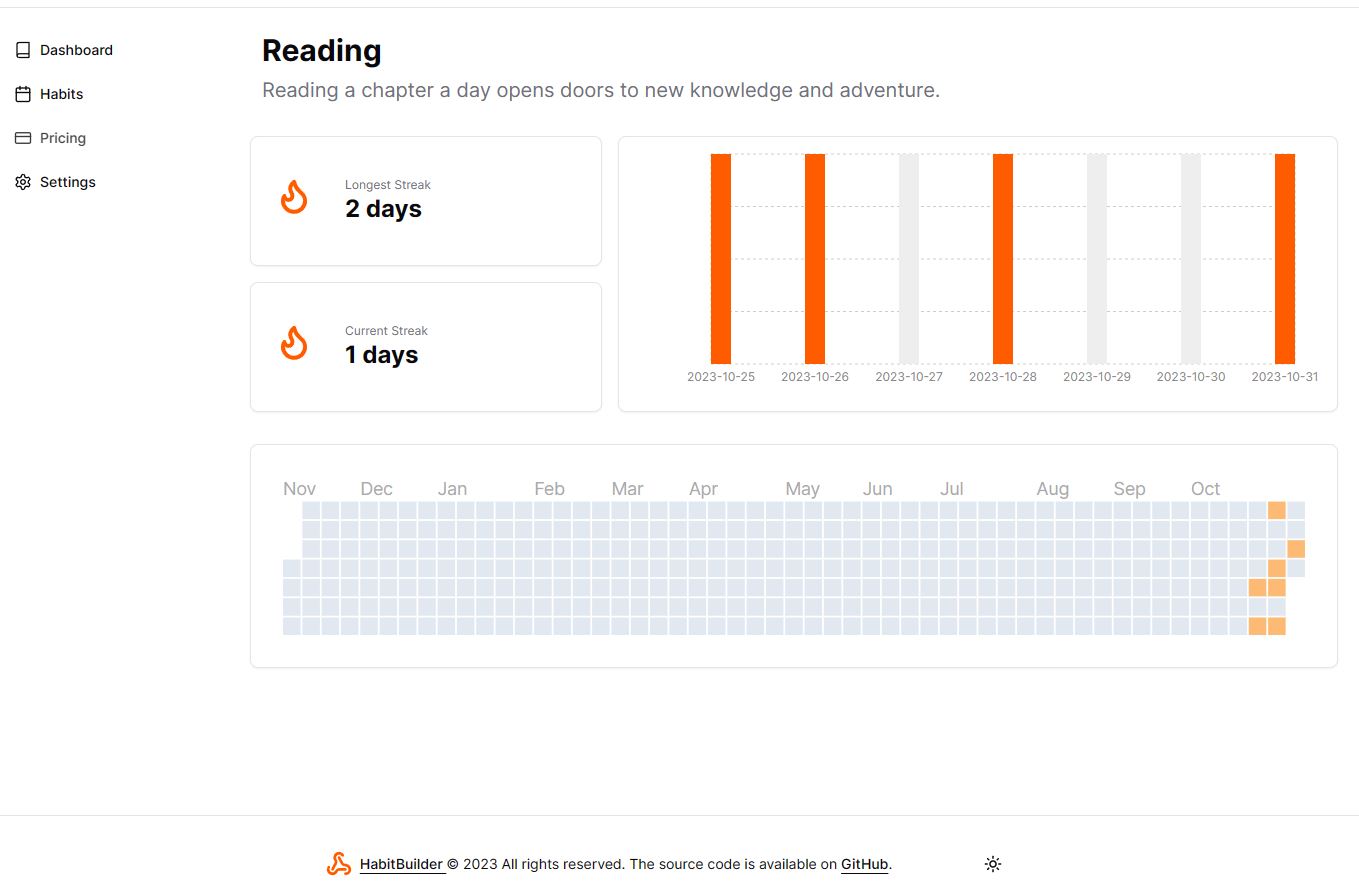 Dashboard
Habits
Pricing
Settings
Reading
Reading a chapter a day opens doors to new knowledge and adventure.
Longest Streak
2 days
Current Streak
1 days
2023-10-25 2023-10-26 2023-10-27 2023-10-28 2023-10-29 2023-10-30 2023-10-31
Nov Dec Jan Feb Mar Apr May Jun Jul Aug Sep Oct
HabitBuilder © 2023 All rights reserved. The source code is available on GitHub.